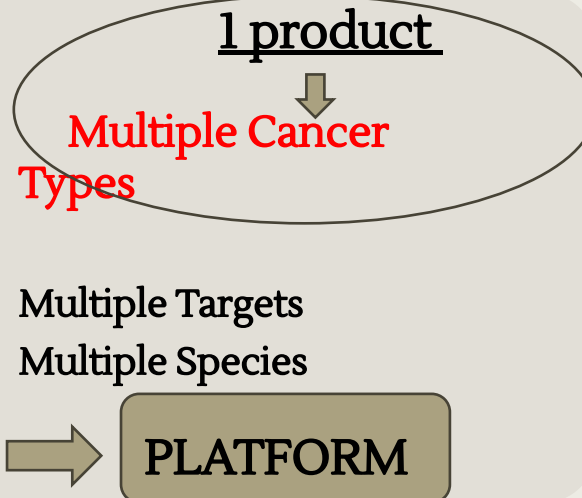 1 product
Multiple Cancer
Types
Multiple Targets
Multiple Species
PLATFORM